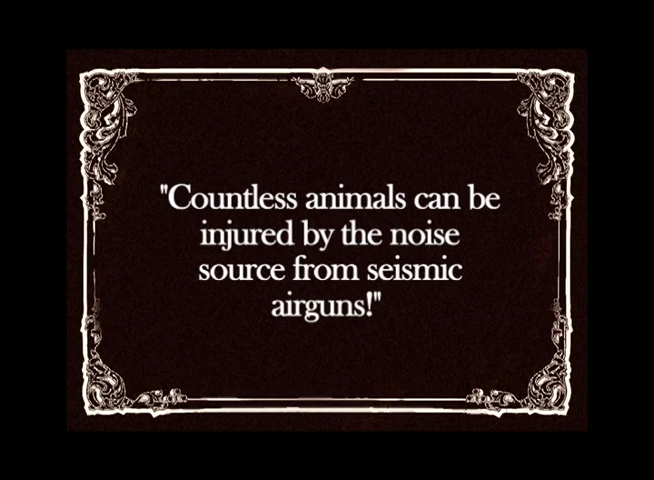 "Countless animals can be
injured by the noise
source from seismic
airguns!"